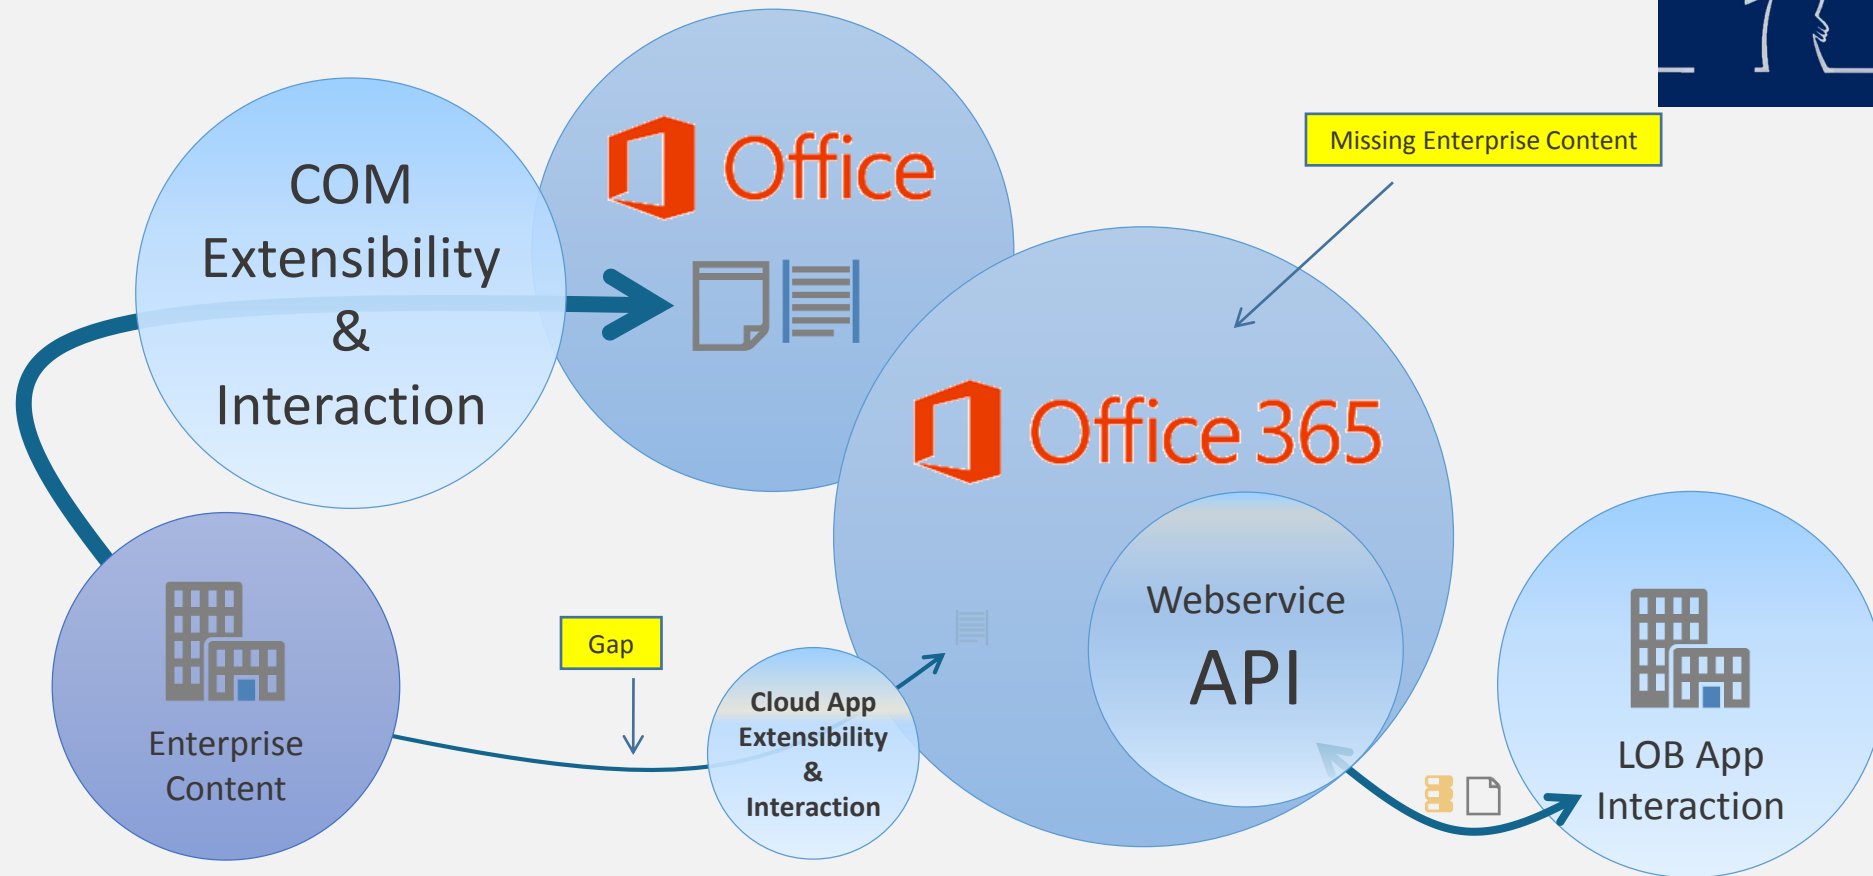 COM
Extensibility
&
Interaction
Office
Missing Enterprise Content
Office 365
Enterprise
Content
Gap
Cloud App
Extensibility
&
Interaction
Webservice
API
LOB App
Interaction